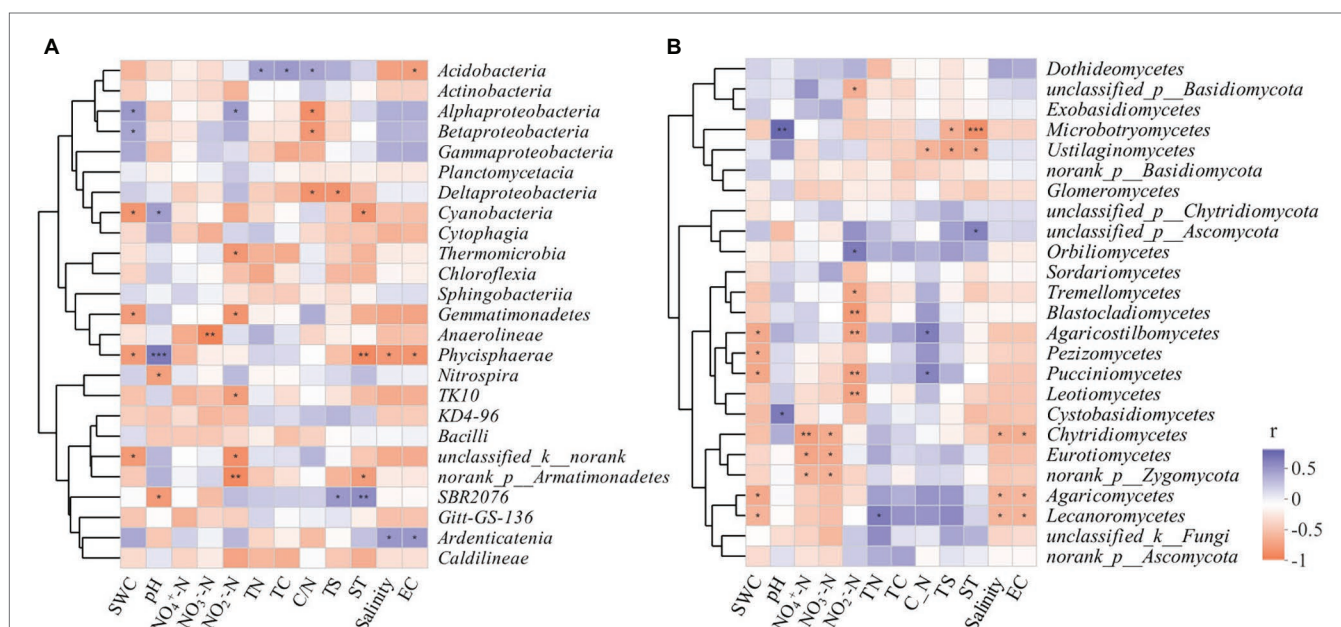 A
Acidobacteria
Actinobacteria
Alphaproteobacteria
Betaproteobacteria
Gammaproteobacteria
Planctomycetacia
Deltaproteobacteria
Cyanobacteria
Cytophagia
Thermomicrobia
Chloroflexia
Sphingobacteriia
Gemmatimonadetes
Anaerolineae
Phycisphaerae
Nitrospira
TK10
KD4-96
Bacilli
unclassified_k__norank
norank_p__Armatimonadetes
SBR2076
Gitt-GS-136
Ardenticatenia
Caldilineae
SWC
pH
NO₄⁺-N
NO₃⁻-N
NO₂⁻-N
TN
TC
C/N
TS
ST
Salinity
EC
B
Dothideomycetes
unclassified_p__Basidiomycota
Exobasidiomycetes
Microbotryomycetes
Ustilaginomycetes
norank_p__Basidiomycota
Glomeromycetes
unclassified_p__Chytridiomycota
unclassified_p__Ascomycota
Orbiliomycetes
Sordariomycetes
Tremellomycetes
Blastocladiomycetes
Agaricostilbomycetes
Pezizomycetes
Pucciniomycetes
Leotiomycetes
Cystobasidiomycetes
Chytridiomycetes
Eurotiomycetes
norank_p__Zygomycota
Agaricomycetes
Lecanoromycetes
unclassified_k__Fungi
norank_p__Ascomycota
SWC
pH
NO₄⁺-N
NO₃⁻-N
NO₂⁻-N
TN
TC
C_N
TS
ST
Salinity
EC
r
0.5
0
-0.5
-1